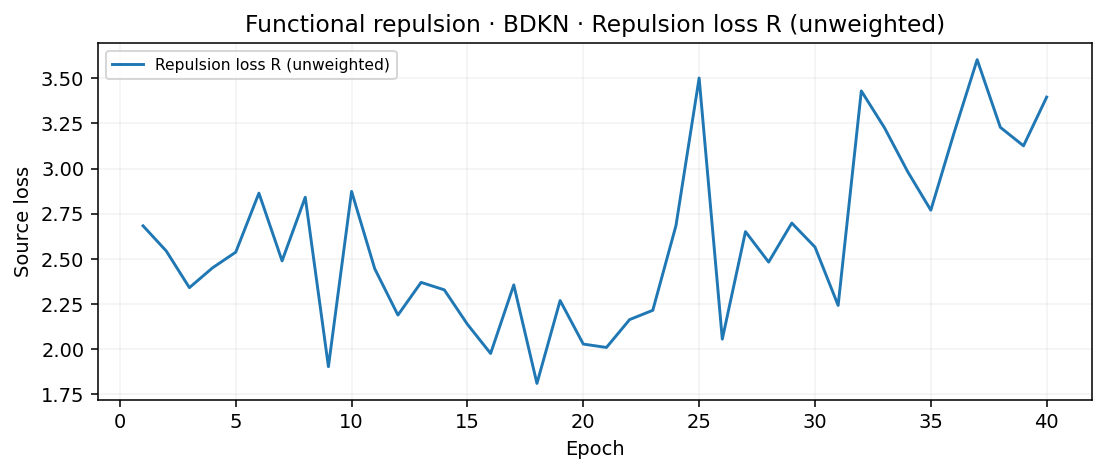 Functional repulsion · BDKN · Repulsion loss R (unweighted)
Repulsion loss R (unweighted)
Source loss
3.50
3.25
3.00
2.75
2.50
2.25
2.00
1.75
0 5 10 15 20 25 30 35 40
Epoch